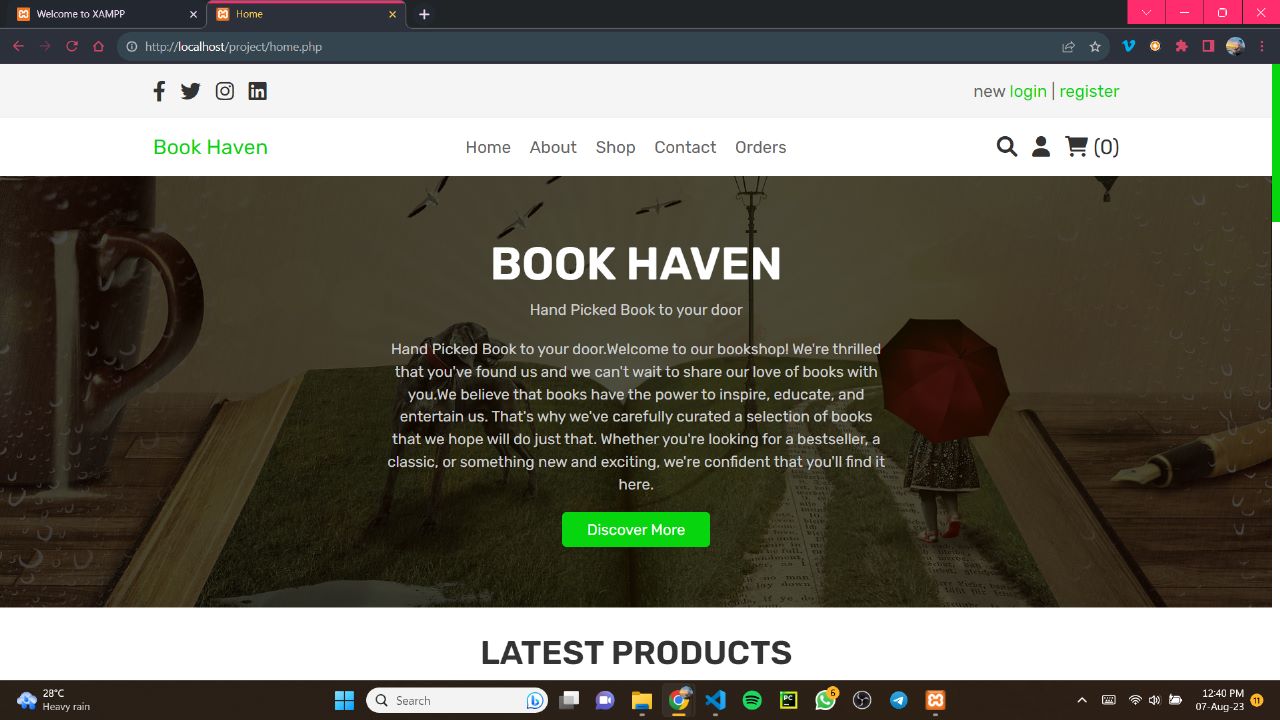 Welcome to XAMPP
Home
http://localhost/project/home.php
new login | register
Book Haven
Home About Shop Contact Orders
(0)
BOOK HAVEN
Hand Picked Book to your door
Hand Picked Book to your door.Welcome to our bookshop! We're thrilled
that you've found us and we can't wait to share our love of books with
you.We believe that books have the power to inspire, educate, and
entertain us. That's why we've carefully curated a selection of books
that we hope will do just that. Whether you're looking for a bestseller, a
classic, or something new and exciting, we're confident that you'll find it
here.
Discover More
LATEST PRODUCTS
28°C
Heavy rain
Search
PC
6
12:40 PM
07-Aug-23
11